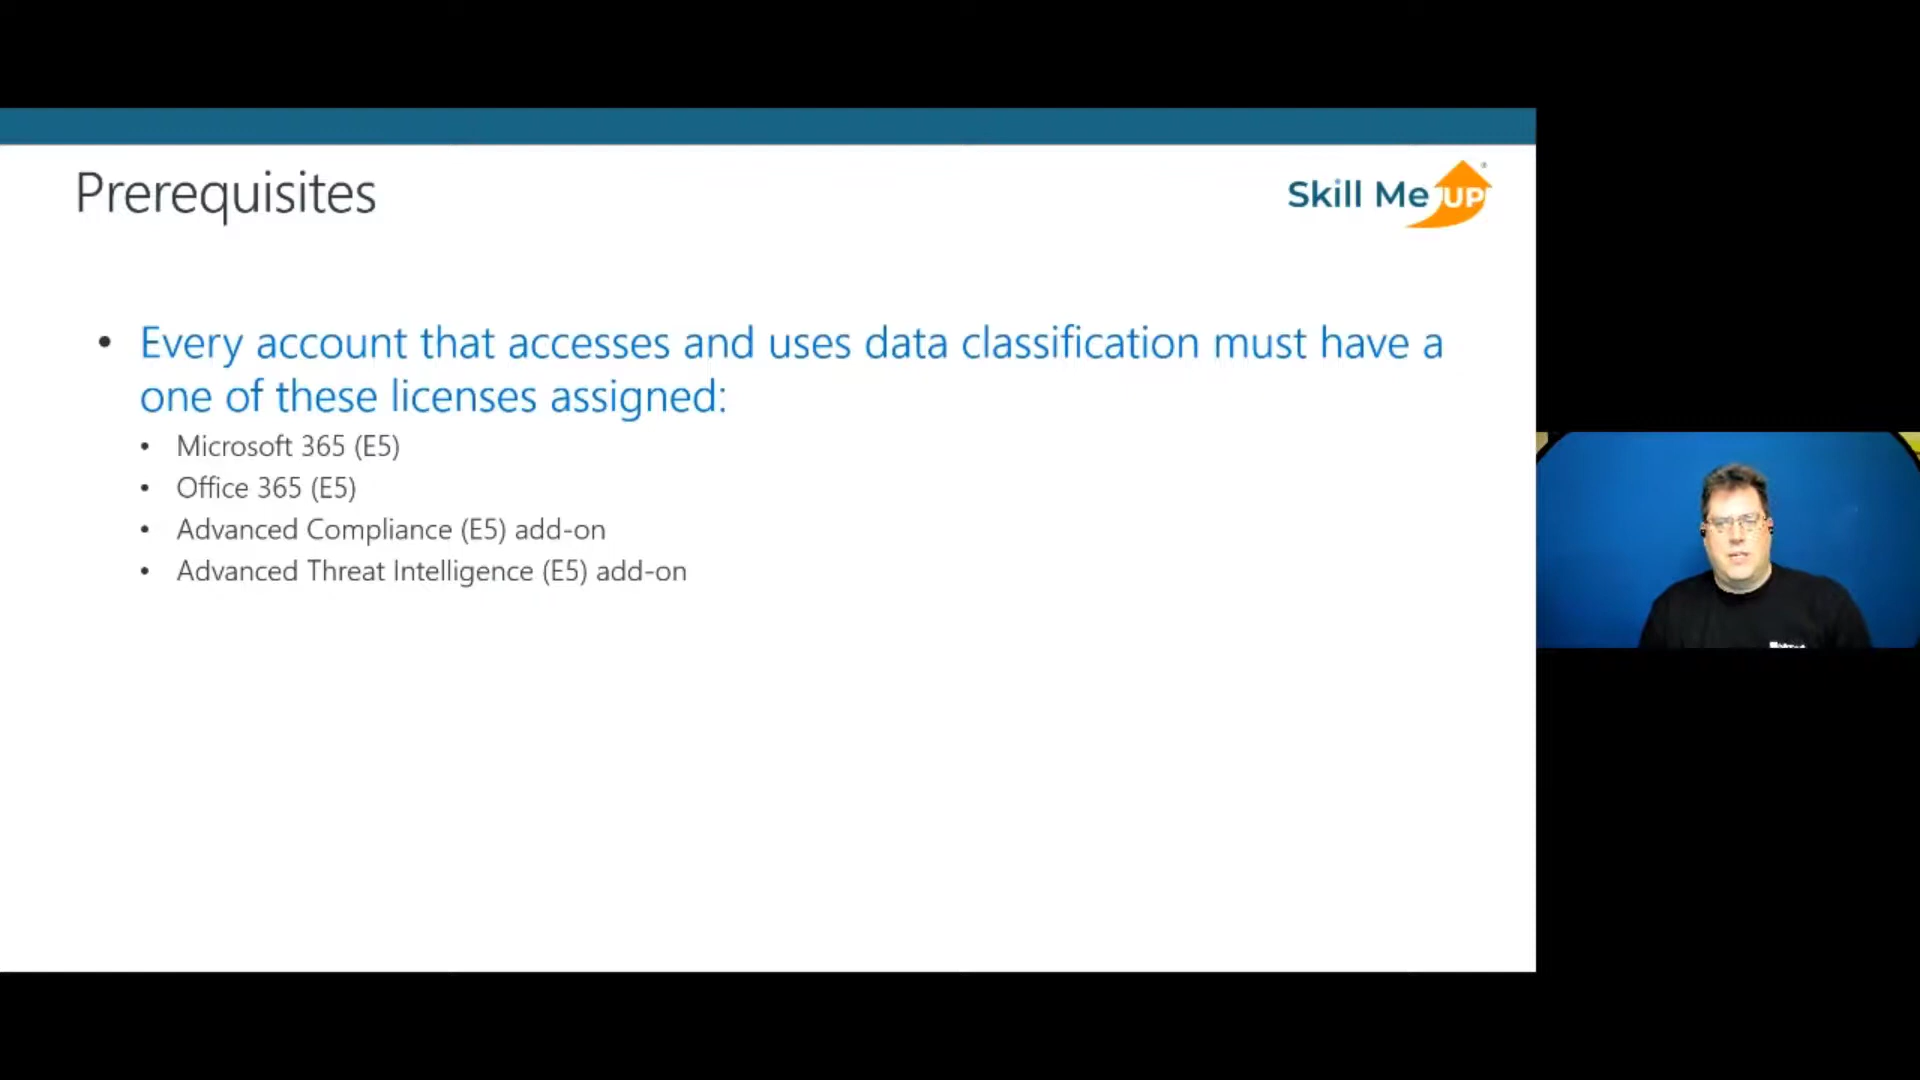 Prerequisites
Skill Me UP®
• Every account that accesses and uses data classification must have a
one of these licenses assigned:
• Microsoft 365 (E5)
• Office 365 (E5)
• Advanced Compliance (E5) add-on
• Advanced Threat Intelligence (E5) add-on